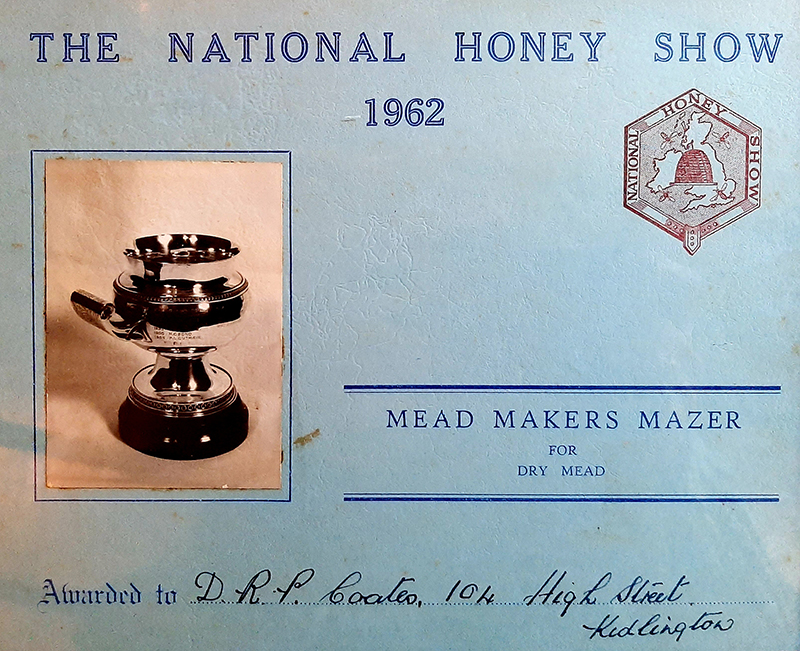 THE NATIONAL HONEY SHOW
1962
NATIONAL HONEY SHOW
MEAD MAKERS MAZER
FOR
DRY MEAD
Awarded to D. R. P. Coates, 104 High Street
Kidlington